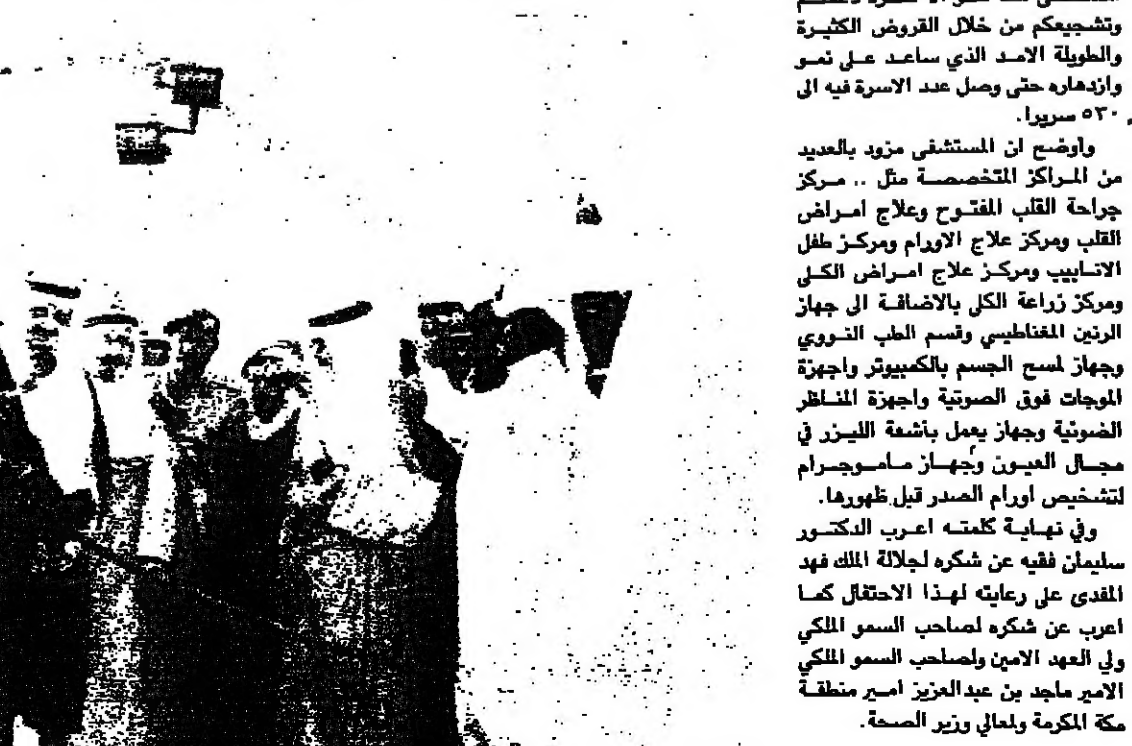 وتشجيعكم من خلال القروض الكثيرة
والطويلة الامد الذي ساعد على نمو
وازدهاره حتى وصل عدد الاسرة فيه الى
٥٣٠ سريرا.
واوضح ان المستشفى مزود بالعديد
من المراكز المتخصصة مثل .. مركز
جراحة القلب المفتوح وعلاج امراض
القلب ومركز علاج الاورام ومركز طفل
الانابيب ومركز علاج امراض الكلى
ومركز زراعة الكلى بالاضافة الى جهاز
الرنين المغناطيسي وقسم الطب النووي
وجهاز لمسح الجسم بالكمبيوتر واجهزة
الموجات فوق الصوتية واجهزة المناظر
الضوئية وجهاز يعمل بأشعة الليزر في
مجال العيون وجهاز ماموجرام
لتشخيص اورام الصدر قبل ظهورها.
وفي نهاية كلمته اعرب الدكتور
سليمان فقيه عن شكره لجلالة الملك فهد
المفدى على رعايته لهذا الاحتفال كما
اعرب عن شكره لصاحب السمو الملكي
ولي العهد الامين ولصاحب السمو الملكي
الامير ماجد بن عبدالعزيز امير منطقة
مكة المكرمة ولمعالي وزير الصحة.